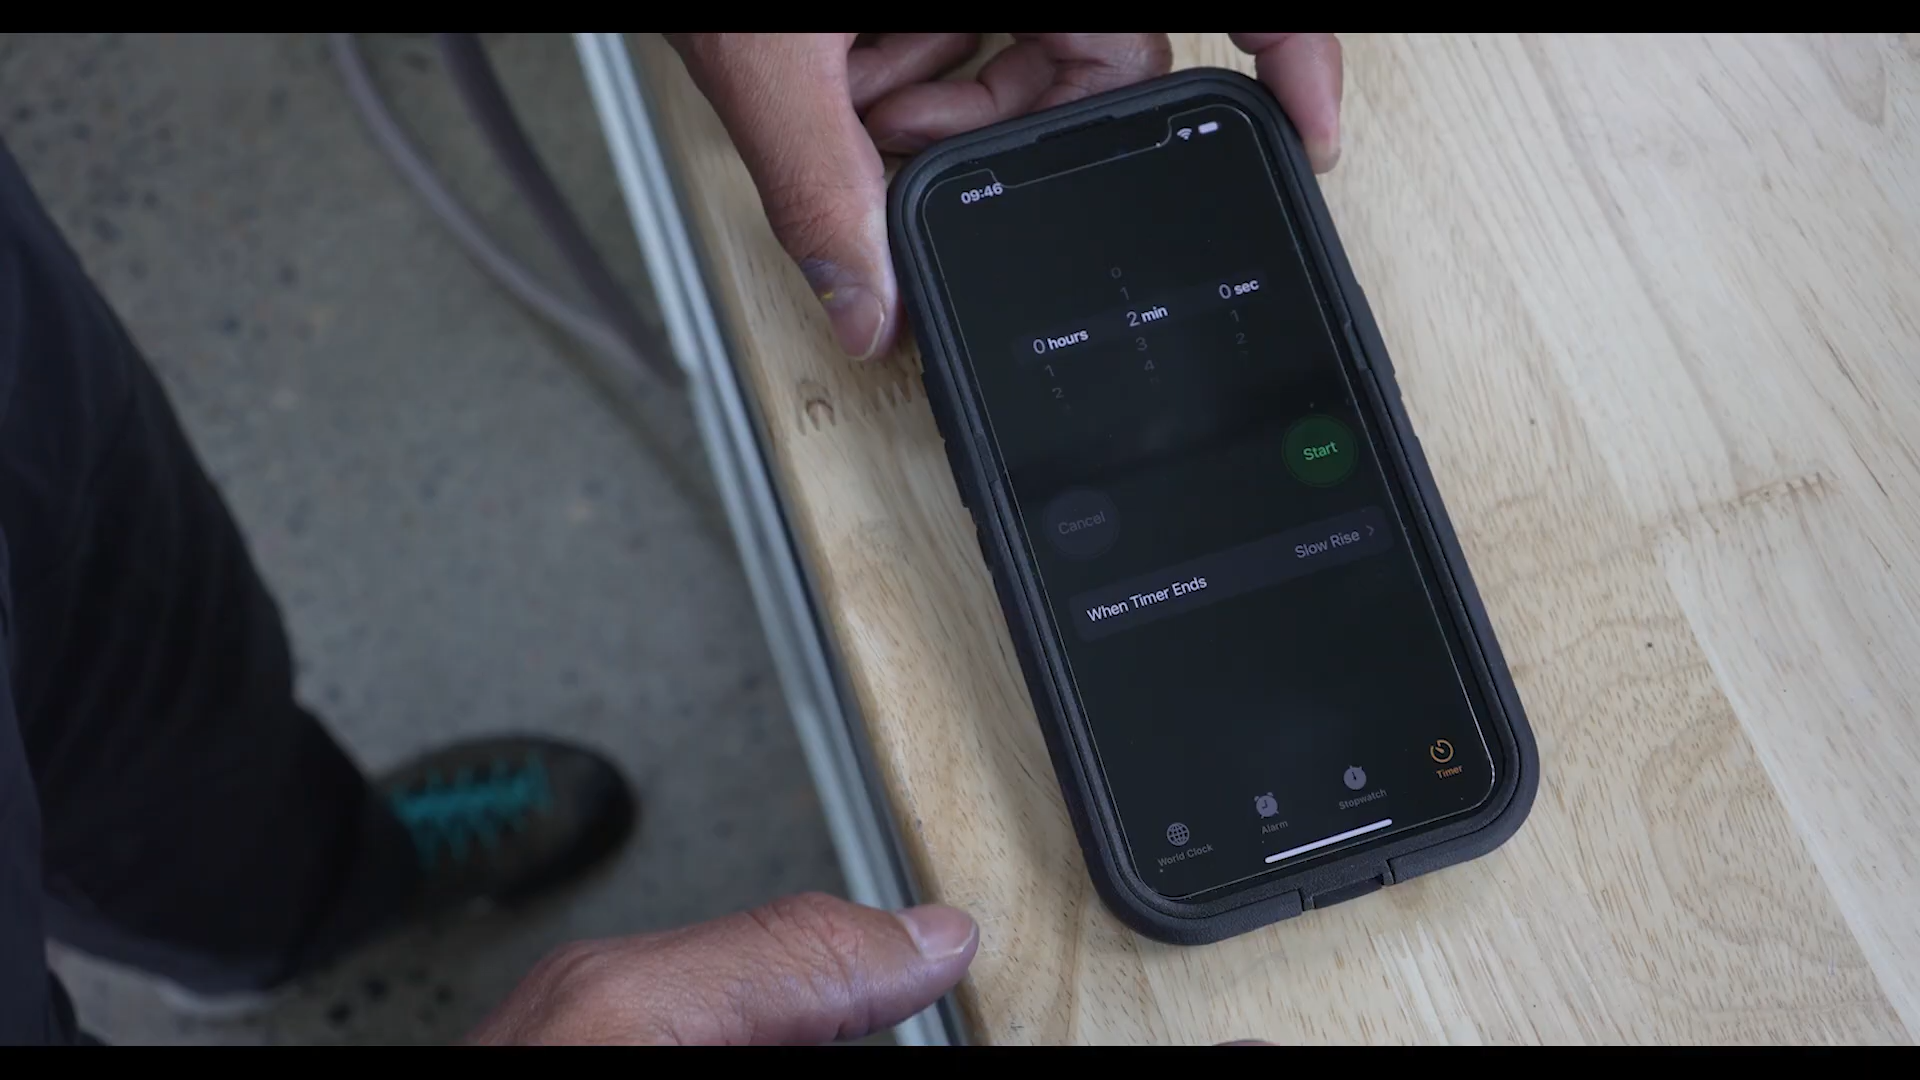 09:46
0
1
0 hours 2 min 0 sec
1 3 1
2 4 2
Cancel Start
When Timer Ends Slow Rise
World Clock Alarm Stopwatch Timer